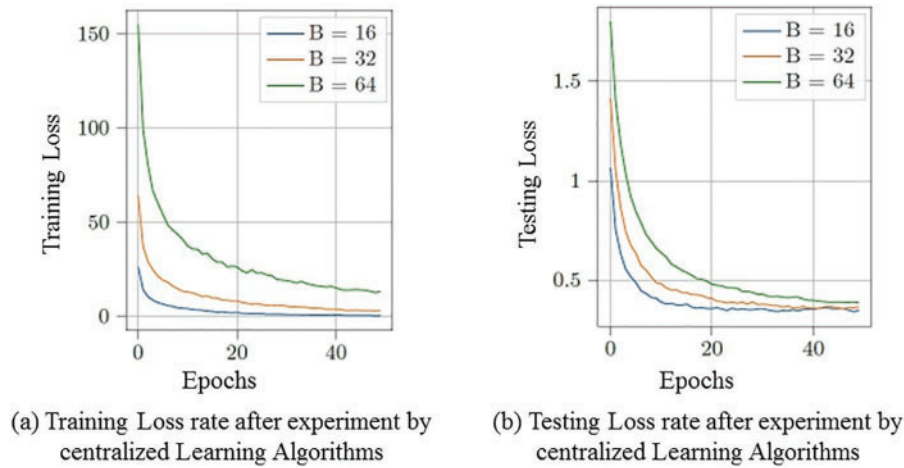 150
100
50
0
0
20
40
Training Loss
Epochs
B = 16
B = 32
B = 64
(a) Training Loss rate after experiment by
centralized Learning Algorithms
1.5
1
0.5
0
20
40
Testing Loss
Epochs
B = 16
B = 32
B = 64
(b) Testing Loss rate after experiment by
centralized Learning Algorithms